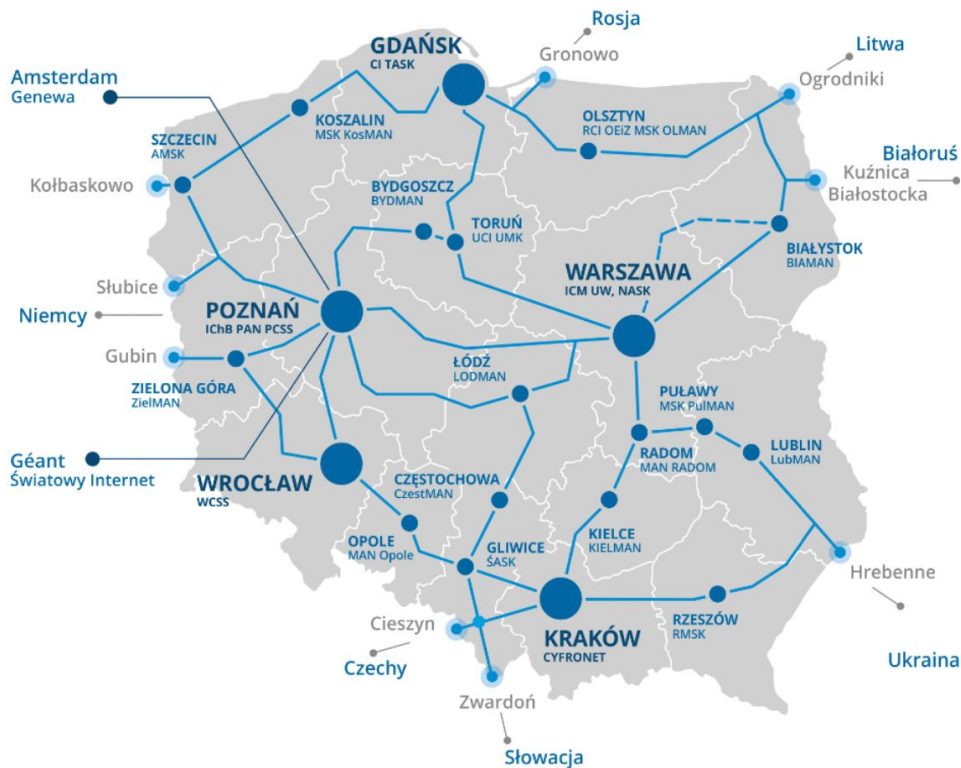 Rosja
Gronowo
GDAŃSK
CI TASK
Litwa
Ogrodniki
Amsterdam
Genewa
KOSZALIN
MSK KosMAN
OLSZTYN
RCI OEiZ MSK OLMAN
SZCZECIN
AMSK
Białoruś
Kuźnica
Białostocka
Kołbaskowo
BYDGOSZCZ
BYDMAN
TORUŃ
UCI UMK
BIAŁYSTOK
BIAMAN
WARSZAWA
ICM UW, NASK
Słubice
POZNAŃ
IChB PAN PCSS
Niemcy
Gubin
ŁÓDŹ
LODMAN
ZIELONA GÓRA
ZielMAN
PUŁAWY
MSK PulMAN
RADOM
MAN RADOM
LUBLIN
LubMAN
Géant
Światowy Internet
WROCŁAW
WCSS
CZĘSTOCHOWA
CzestMAN
OPOLE
MAN Opole
GLIWICE
ŚASK
KIELCE
KIELMAN
Hrebenne
Cieszyn
Czechy
KRAKÓW
CYFRONET
RZESZÓW
RMSK
Ukraina
Zwardoń
Słowacja